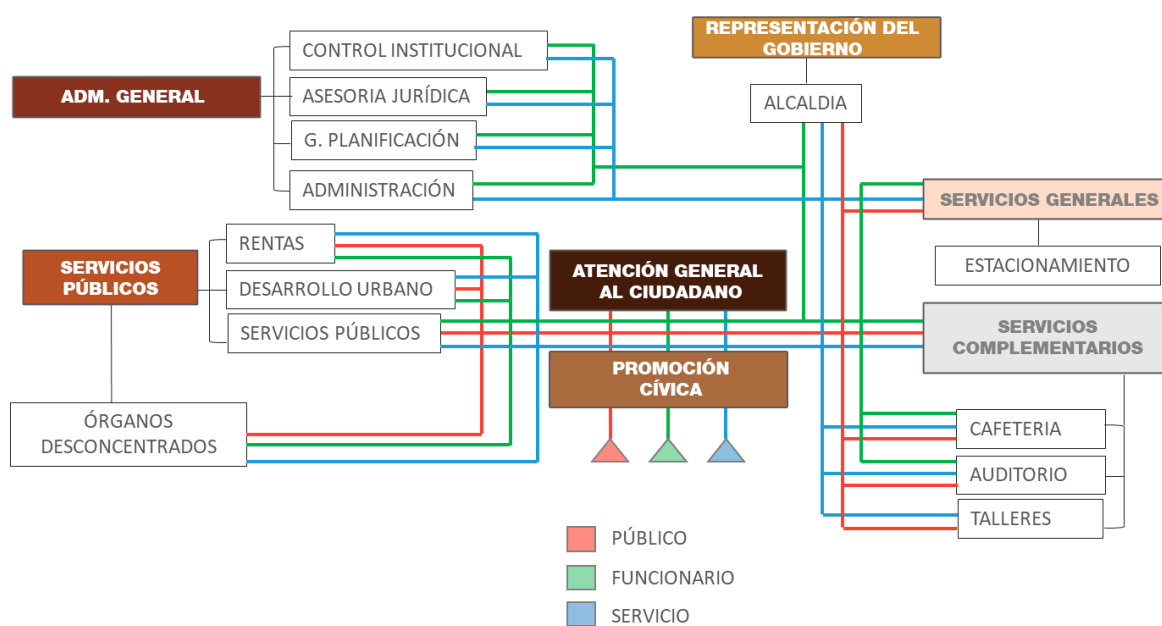 ADM. GENERAL
CONTROL INSTITUCIONAL
ASESORIA JURÍDICA
G. PLANIFICACIÓN
ADMINISTRACIÓN
REPRESENTACIÓN DEL
GOBIERNO
ALCALDIA
SERVICIOS GENERALES
ESTACIONAMIENTO
SERVICIOS
PÚBLICOS
RENTAS
DESARROLLO URBANO
SERVICIOS PÚBLICOS
ÓRGANOS
DESCONCENTRADOS
ATENCIÓN GENERAL
AL CIUDADANO
PROMOCIÓN
CÍVICA
SERVICIOS
COMPLEMENTARIOS
CAFETERIA
AUDITORIO
TALLERES
PÚBLICO
FUNCIONARIO
SERVICIO